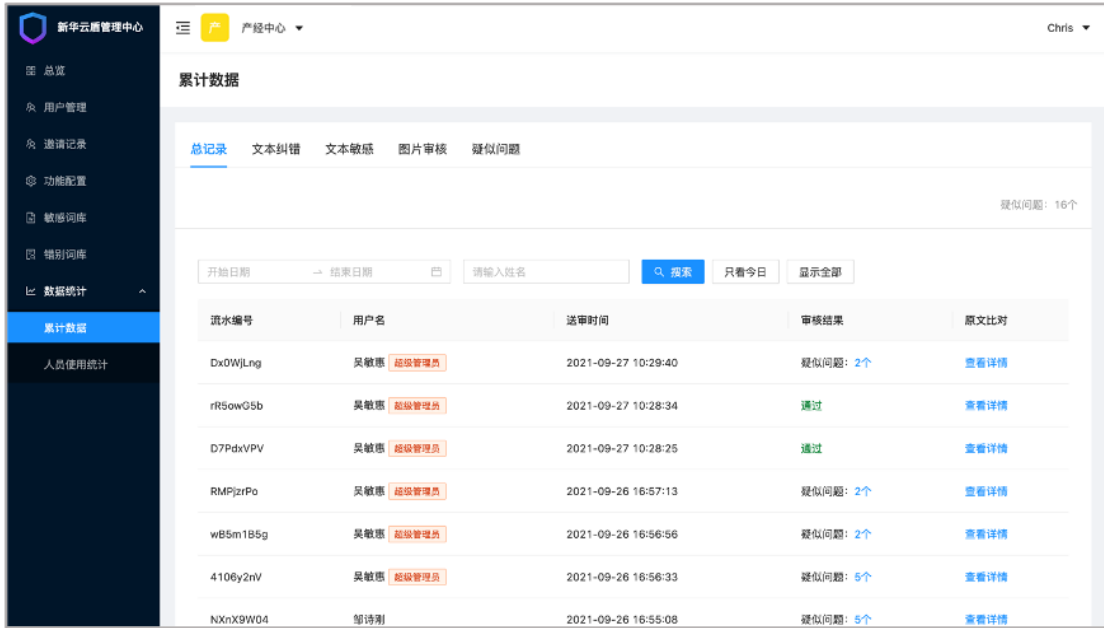 新华云盾管理中心
产 产经中心
Chris
总览
用户管理
邀请记录
功能配置
敏感词库
错别词库
数据统计
累计数据
人员使用统计
累计数据
总记录 文本纠错 文本敏感 图片审核 疑似问题
疑似问题：16个
开始日期 → 结束日期 请输入姓名 搜索 只看今日 显示全部
流水编号 用户名 送审时间 审核结果 原文比对
Dx0WjLng 吴敏惠 超级管理员 2021-09-27 10:29:40 疑似问题：2个 查看详情
rR5owG5b 吴敏惠 超级管理员 2021-09-27 10:28:34 通过 查看详情
D7PdxVPV 吴敏惠 超级管理员 2021-09-27 10:28:25 通过 查看详情
RMPjzrPo 吴敏惠 超级管理员 2021-09-26 16:57:13 疑似问题：2个 查看详情
wB5m1B5g 吴敏惠 超级管理员 2021-09-26 16:56:56 疑似问题：2个 查看详情
4106y2nV 吴敏惠 超级管理员 2021-09-26 16:56:33 疑似问题：5个 查看详情
NXnX9W04 邹诗刚 2021-09-26 16:55:08 疑似问题：5个 查看详情